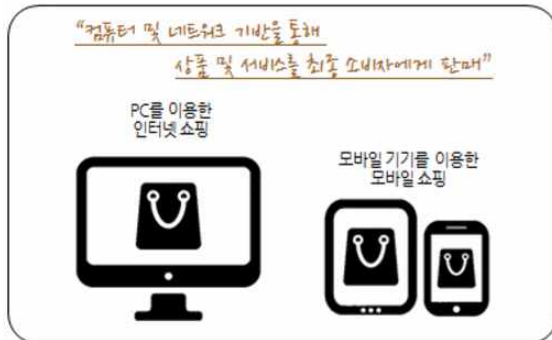 “컴퓨터 및 네트워크 기반을 통해
상품 및 서비스를 최종 소비자에게 판매”
PC를 이용한
인터넷 쇼핑
모바일 기기를 이용한
모바일 쇼핑